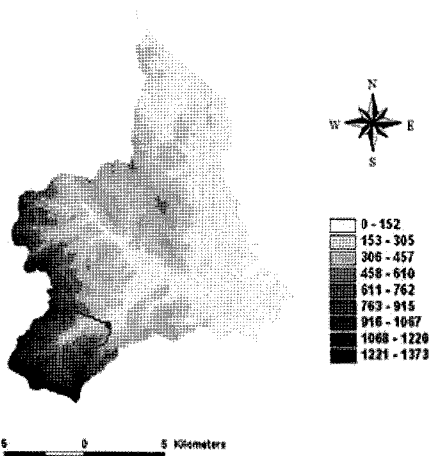 N
W E
S
0 - 152
153 - 305
306 - 457
458 - 610
611 - 762
763 - 915
916 - 1067
1068 - 1220
1221 - 1373
5 0 5 Kilometers